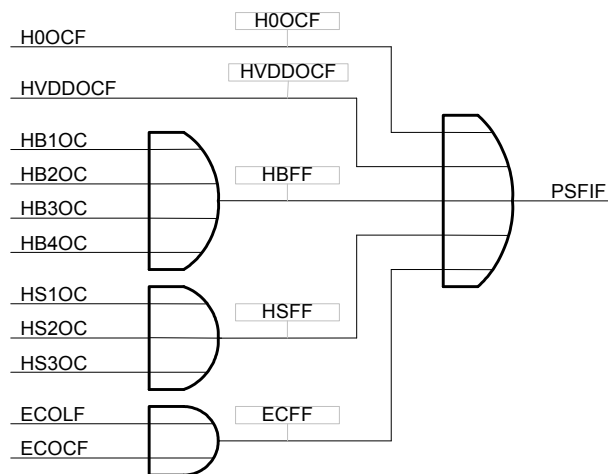 H0OCF
H0OCF
HVDDOCF
HVDDOCF
HB1OC
HB2OC
HBFF
HB3OC
HB4OC
PSFIF
HS1OC
HS2OC
HSFF
HS3OC
ECOLF
ECFF
ECOCF